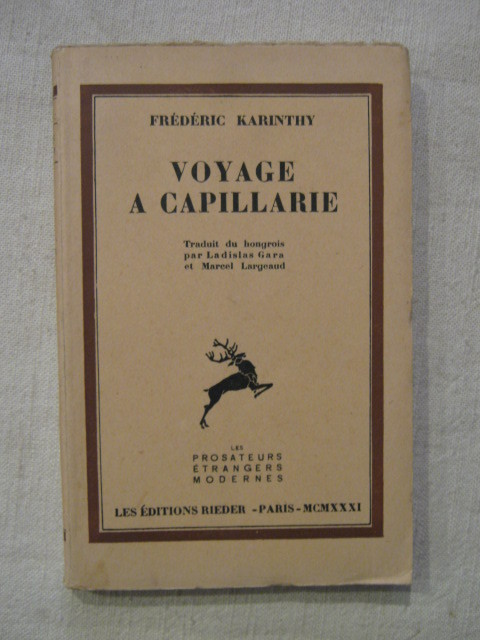 FRÉDÉRIC KARINTHY
VOYAGE
A CAPILLARIE
Traduit du hongrois
par Ladislas Gara
et Marcel Largeaud
LES
PROSATEURS
ÉTRANGERS
MODERNES
LES ÉDITIONS RIEDER - PARIS - MCMXXXI